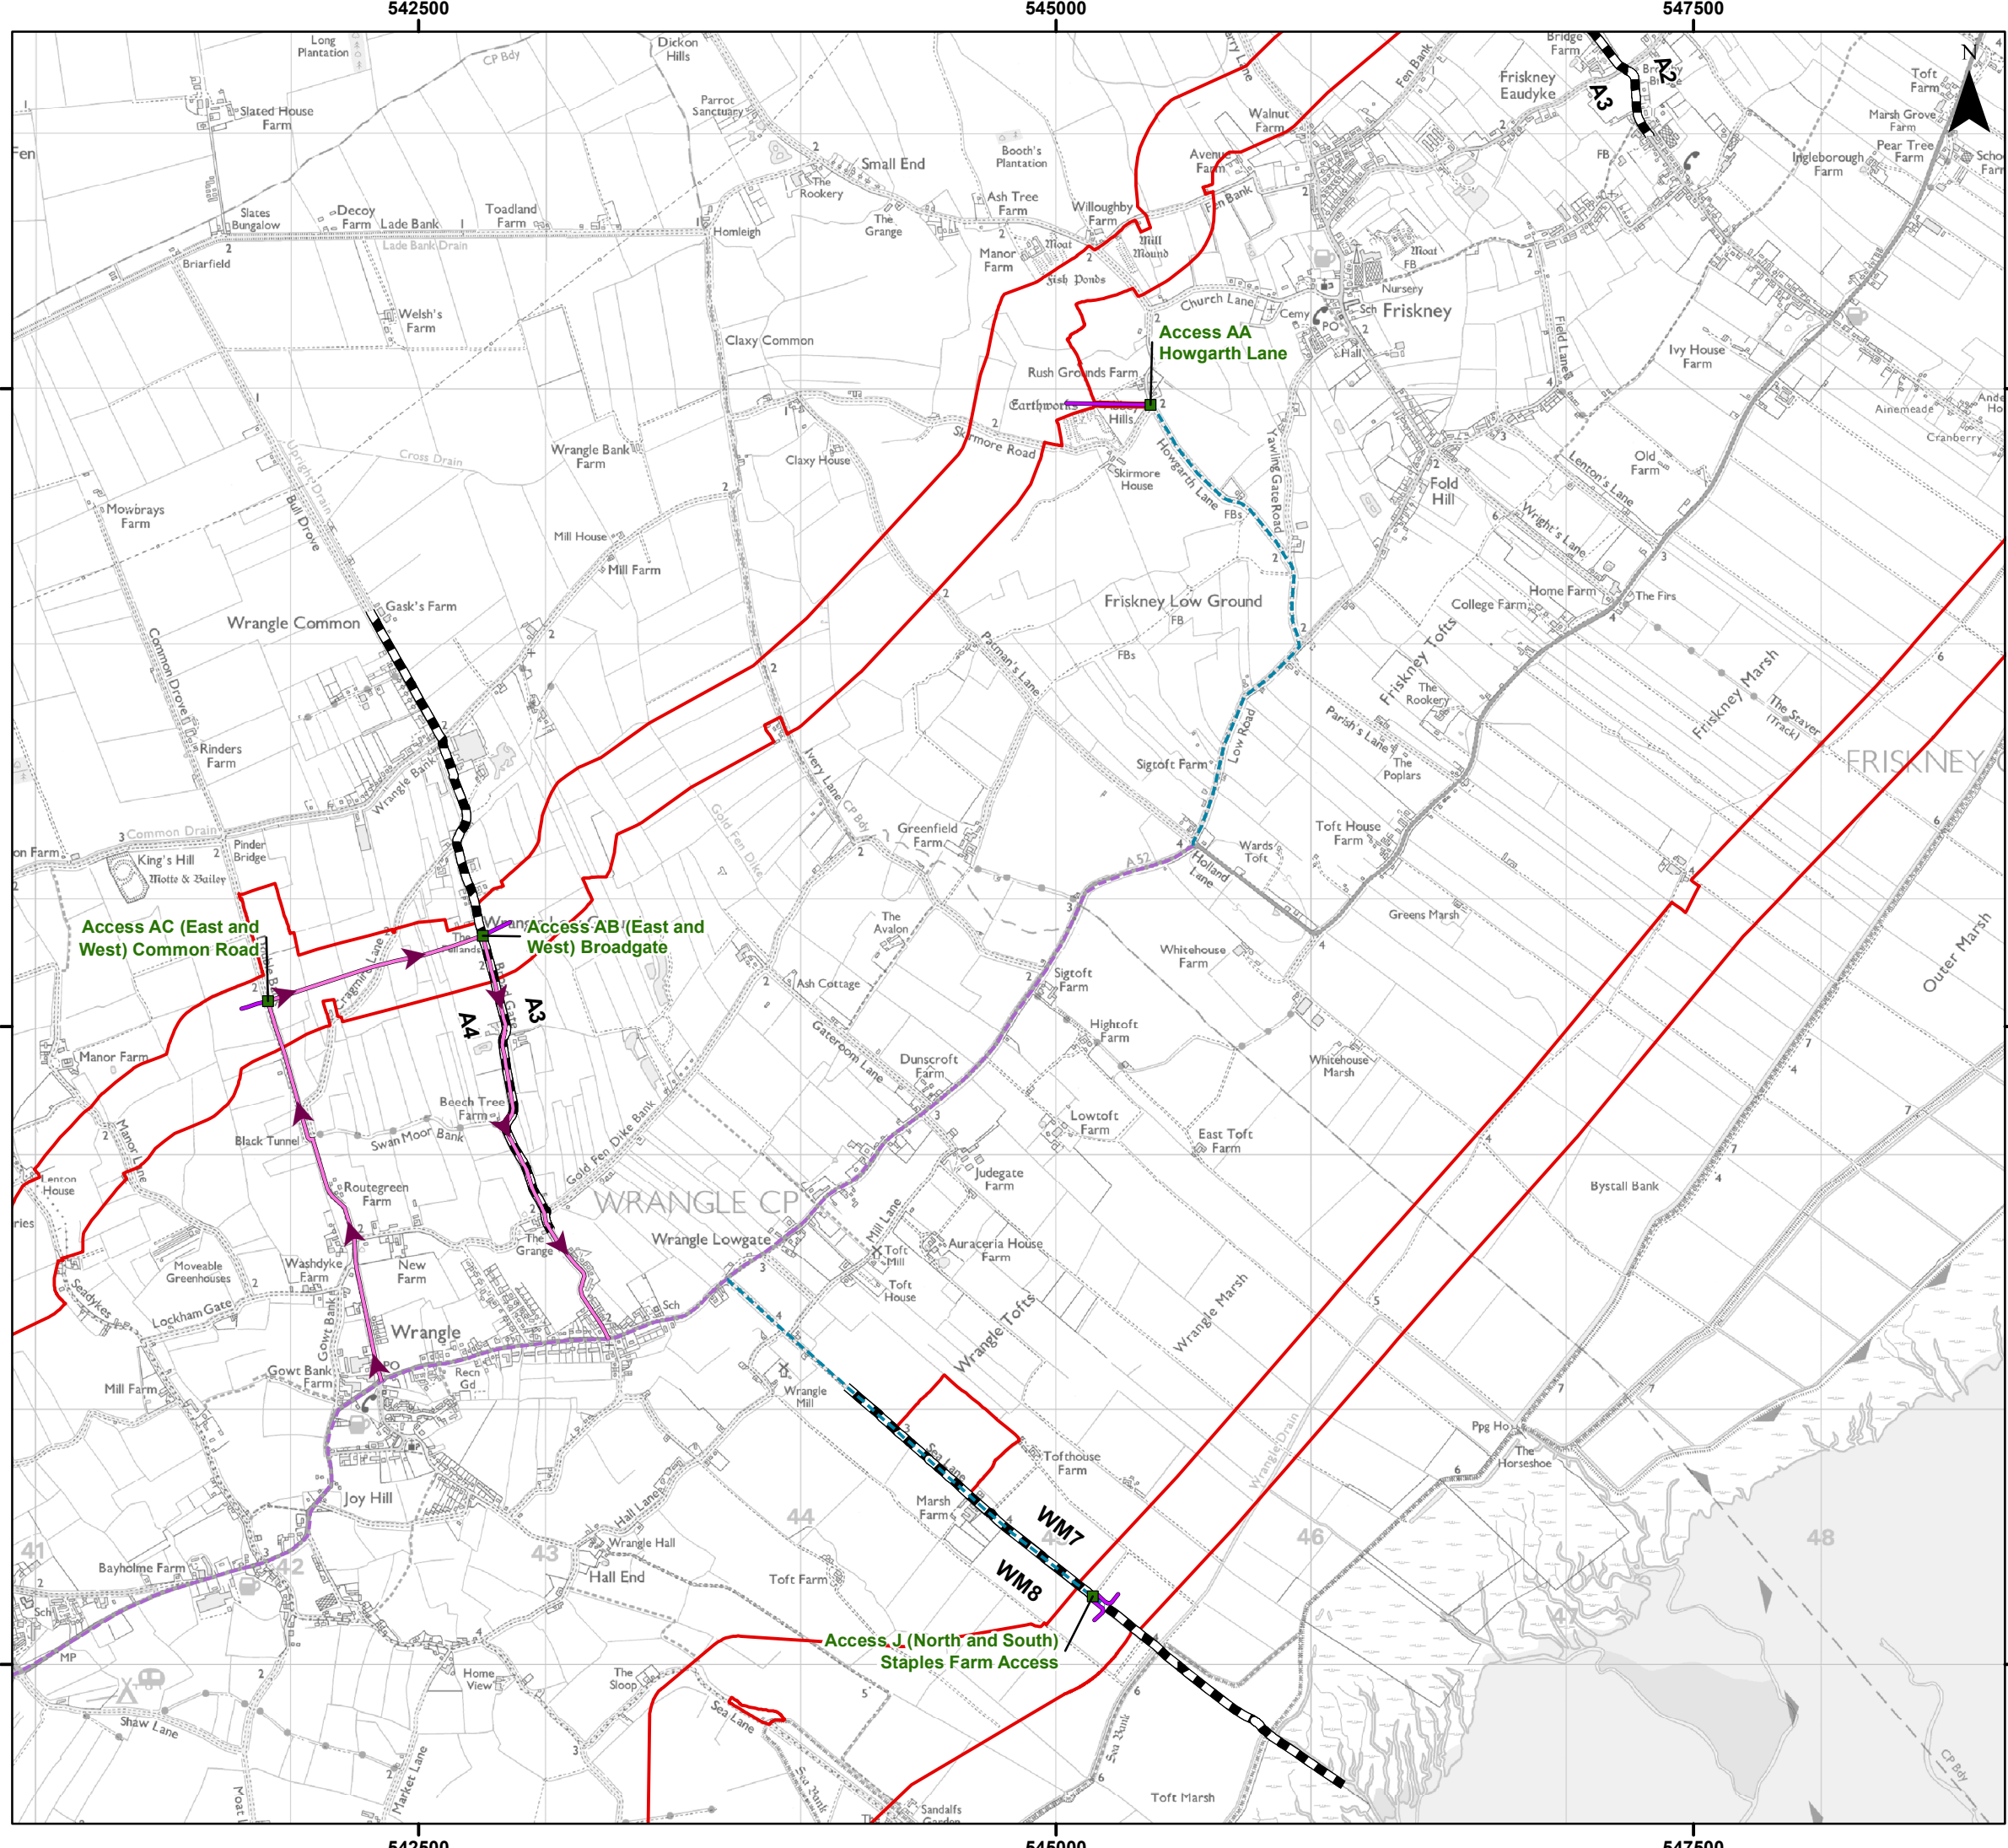 542500
545000
547500
Long
Plantation
CP Bdy
Dickon
Hills
Fen Bank
Bridge
Farm
A2
A3
Friskney
Eaudyke
N
Toft
Farm
Slated House
Farm
Parrot
Sanctuary
Walnut
Farm
Marsh Grove
Farm
Fen
Booth's
Plantation
Small End
The
Rookery
Avenue
Farm
FB
Ingleborough
Farm
Pear Tree
Farm
Slates
Bungalow
Decoy
Farm
Lade Bank
Lade Bank Drain
Toadland
Farm
Homleigh
The
Grange
Ash Tree
Farm
Willoughby
Farm
Fen Bank
Briarfield
Manor
Farm
Moat
Mill
Mound
Fish Ponds
Moat
FB
Nursery
Welsh's
Farm
Church Lane
Cemy
PO
Sch
Friskney
Hall
Field Lane
Claxy Common
Access AA
Howgarth Lane
Ivy House
Farm
Rush Grounds Farm
Earthworks
Hills
Skirmore Road
Ainemeade
Cranberry
Upright Drain
Cross Drain
Wrangle Bank
Farm
Claxy House
Skirmore
House
Howgarth Lane
Yawling Gate Road
FBs
Fold
Hill
Old
Farm
Lenton's Lane
Wright's Lane
Mowbrays
Farm
Bull Drove
Mill House
Mill Farm
Gask's Farm
Wrangle Common
Friskney Low Ground
FB
FBs
College Farm
Home Farm
The Firs
Common Drove
Patman's Lane
Friskney Tofts
The
Rookery
Friskney Marsh
The Staver
(Track)
Rinders
Farm
Wrangle Bank
Ivery Lane
CP Bdy
Low Road
Sigtoft Farm
Parish's Lane
The
Poplars
FRISKNEY
Common Drain
Pinder
Bridge
King's Hill
Motte & Bailey
Gold Fen Dike
Greenfield
Farm
A 52
Holland
Lane
Wards
Toft
Toft House
Farm
Access AC (East and
West) Common Road
Access AB (East and
West) Broadgate
The
Avalon
Greens Marsh
Whitehouse
Farm
Outer Marsh
A3
A4
Ash Cottage
Sigtoft
Farm
Hightoft
Farm
Gateroom Lane
Manor Farm
Dunscroft
Farm
Whitehouse
Marsh
Beech Tree
Farm
Black Tunnel
Swan Moor Bank
Manor Lane
Lowtoft
Farm
East Toft
Farm
Gold Fen Dike Bank
Judegate
Farm
Lenton
House
Routegreen
Farm
WRANGLE CP
Bystall Bank
The
Grange
Wrangle Lowgate
Mill Lane
Toft
Mill
Auraceria House
Farm
Moveable
Greenhouses
Washdyke
Farm
New
Farm
Toft
House
Seadykes
Lockham Gate
Gowt Bank
Wrangle
Sch
Wrangle Tofts
Wrangle Marsh
Gowt Bank
Farm
PO
Recn
Gd
Mill Farm
Wrangle
Mill
Sea Lane
Tofthouse
Farm
Wrangle Drain
Ppg Ho
The
Horseshoe
Joy Hill
Marsh
Farm
WM7
WM8
Hall Lane
Wrangle Hall
Hall End
Toft Farm
41
42
43
44
46
47
48
Bayholme Farm
Sch
MP
Access J (North and South)
Staples Farm Access
Home
View
The
Sloop
Sea Lane
Shaw Lane
Market Lane
Moat
Sea Bank
Sea Bank
Sandalfs
Garden
Toft Marsh
CP Bdy
542500
545000
547500